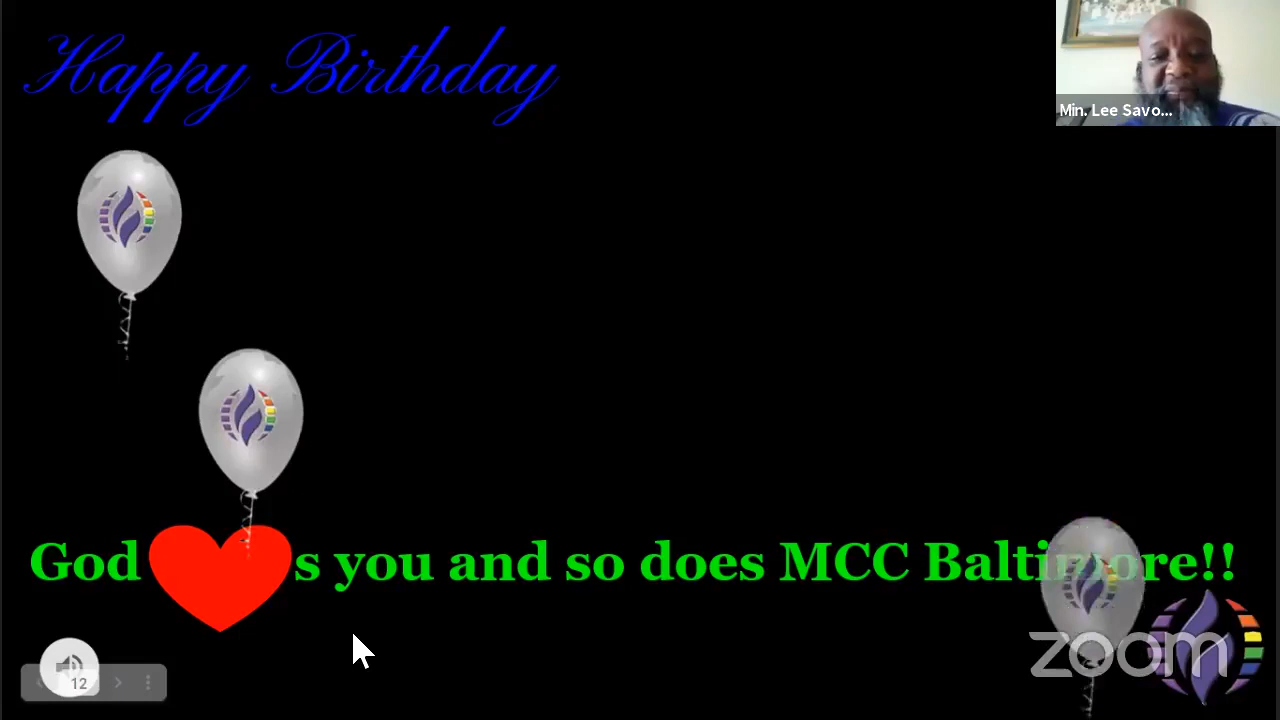 Happy Birthday
Min. Lee Savo...
God ❤s you and so does MCC Baltimore!!
12
zoom